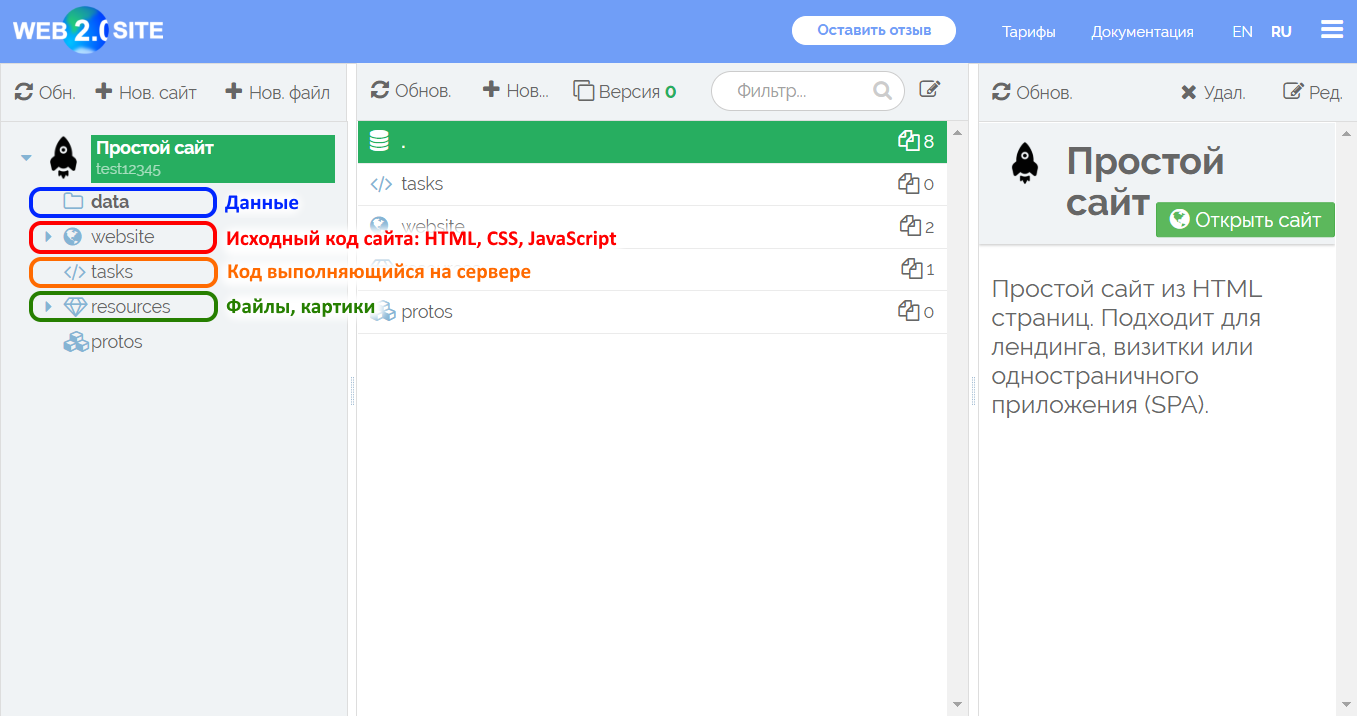 WEB 2.0 SITE
Оставить отзыв
Тарифы
Документация
EN
RU
Обн.
Нов. сайт
Нов. файл
Простой сайт
test12345
data
Данные
website
Исходный код сайта: HTML, CSS, JavaScript
tasks
Код выполняющийся на сервере
resources
Файлы, картики
protos
Обнов.
Нов...
Версия 0
Фильтр...
. 8
tasks 0
website 2
1
protos 0
Обнов.
Удал.
Ред.
Простой
сайт
Открыть сайт
Простой сайт из HTML
страниц. Подходит для
лендинга, визитки или
одностраничного
приложения (SPA).